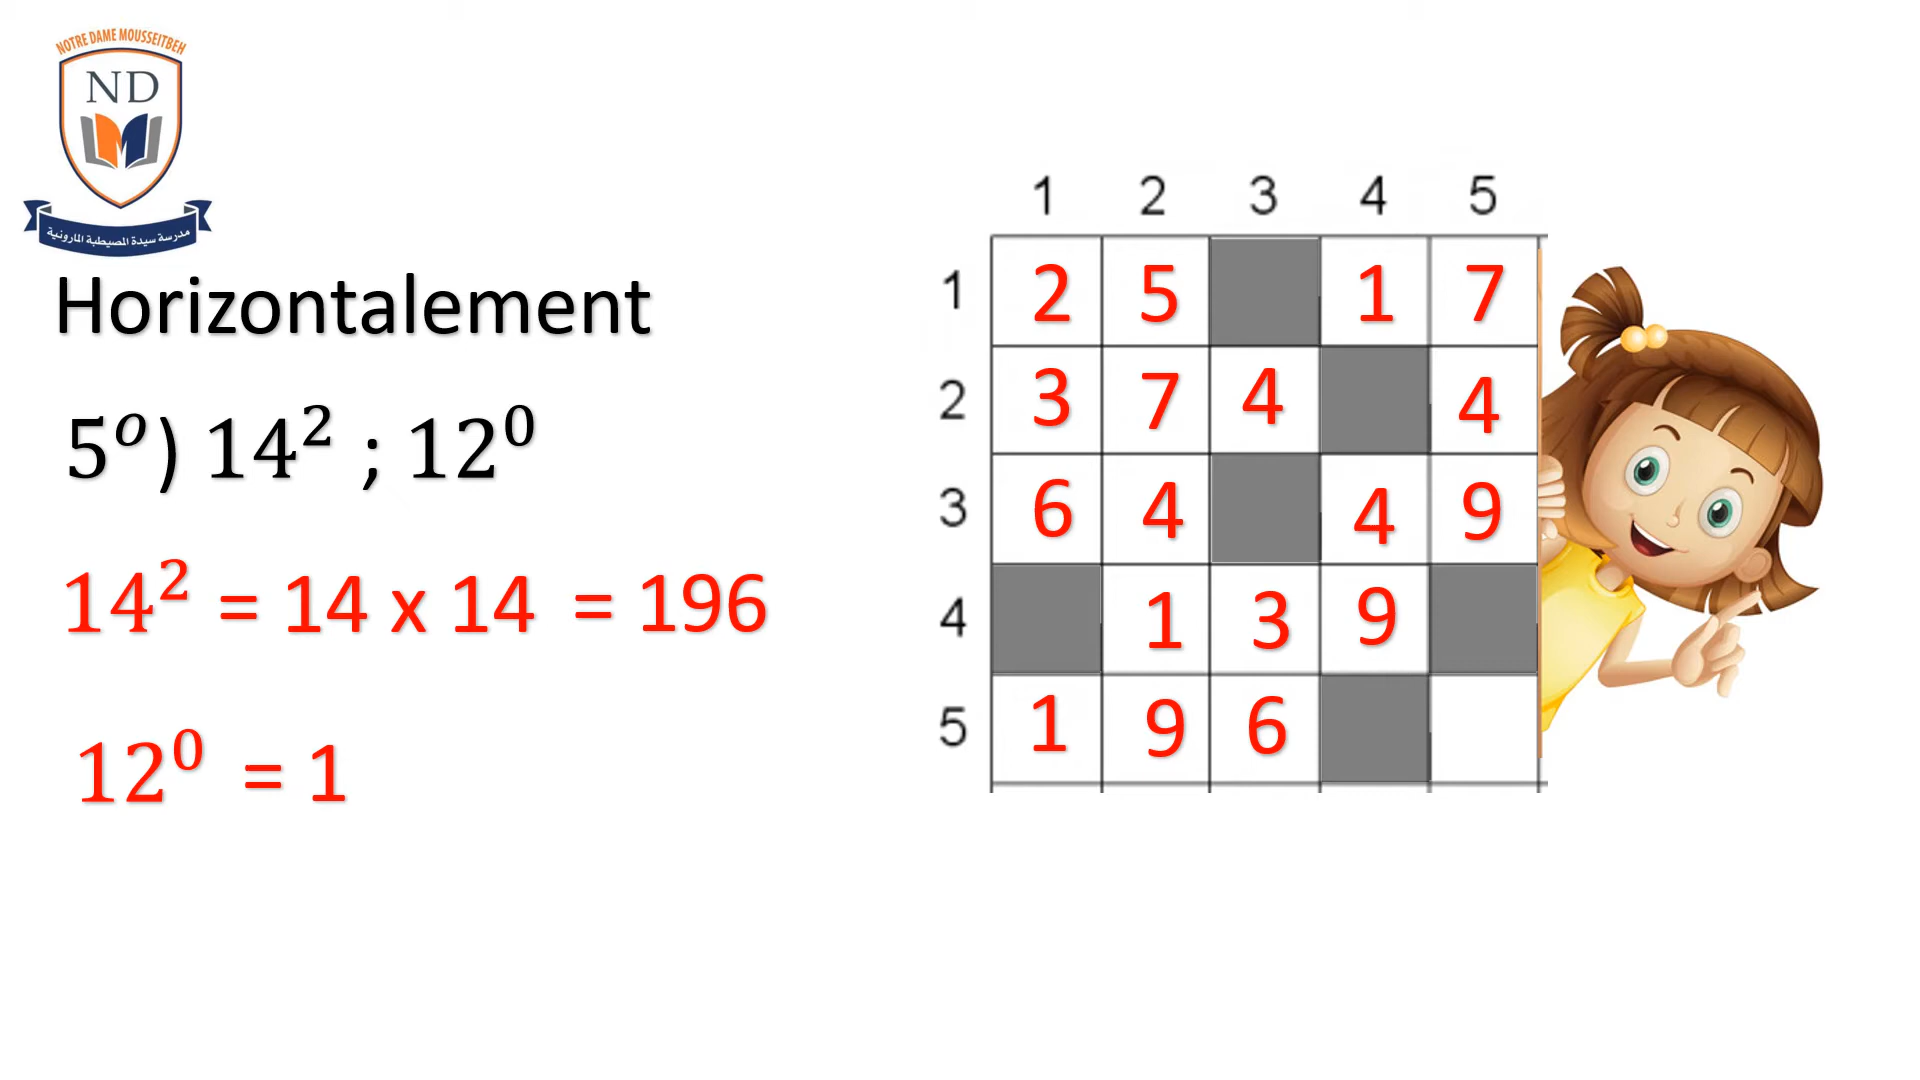 NOTRE DAME MOUSSEITBEH
ND
مدرسة سيدة المصيطبة المارونية
Horizontalement
5º) 14² ; 12⁰
14² = 14 x 14 = 196
12⁰ = 1
1 2 3 4 5
1 2 5 1 7
2 3 7 4 4
3 6 4 4 9
4 1 3 9
5 1 9 6